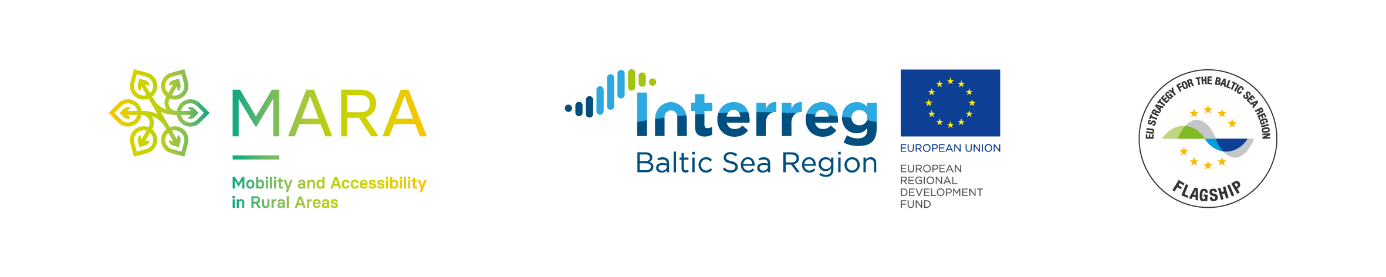 MARA
Mobility and Accessibility
in Rural Areas
Interreg
Baltic Sea Region
EUROPEAN UNION
EUROPEAN
REGIONAL
DEVELOPMENT
FUND
EU STRATEGY FOR THE BALTIC SEA REGION
FLAGSHIP